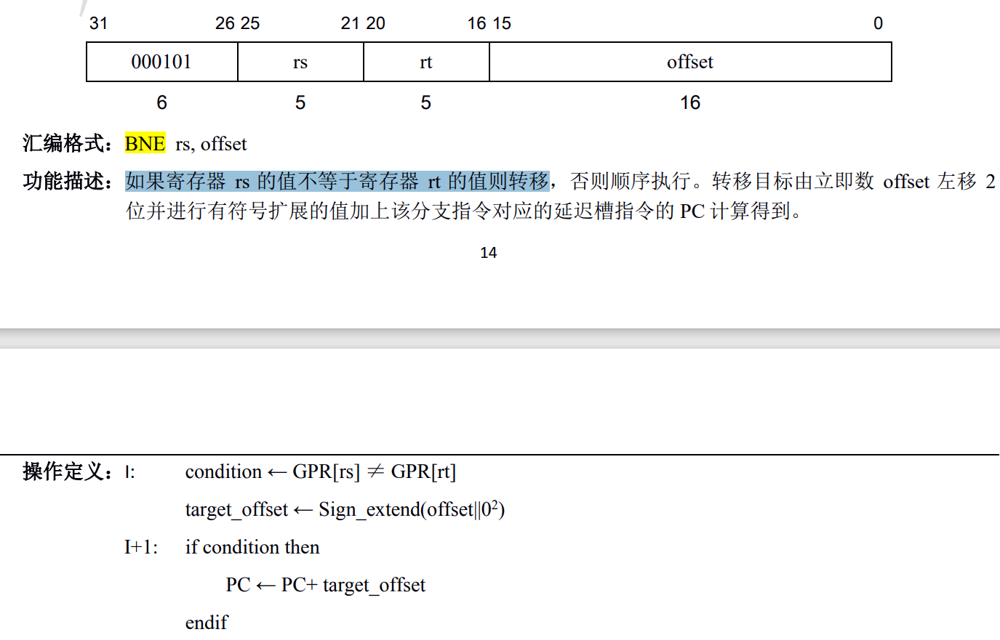 31 26 25 21 20 16 15 0
000101 rs rt offset
6 5 5 16
汇编格式：BNE rs, offset
功能描述：如果寄存器 rs 的值不等于寄存器 rt 的值则转移，否则顺序执行。转移目标由立即数 offset 左移 2
位并进行有符号扩展的值加上该分支指令对应的延迟槽指令的 PC 计算得到。
14
操作定义：I: condition ← GPR[rs] ≠ GPR[rt]
target_offset ← Sign_extend(offset||0²)
I+1: if condition then
PC ← PC+ target_offset
endif